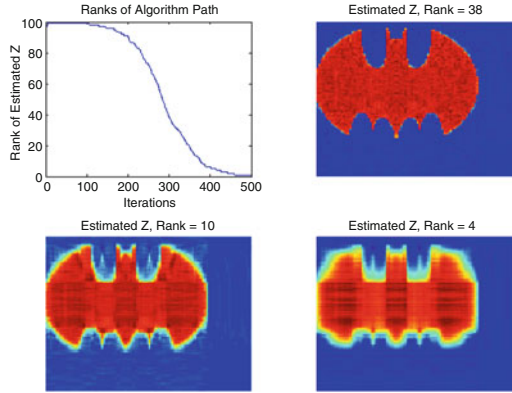 Ranks of Algorithm Path
Rank of Estimated Z
100
80
60
40
20
0
0 100 200 300 400 500
Iterations
Estimated Z, Rank = 38
Estimated Z, Rank = 10
Estimated Z, Rank = 4